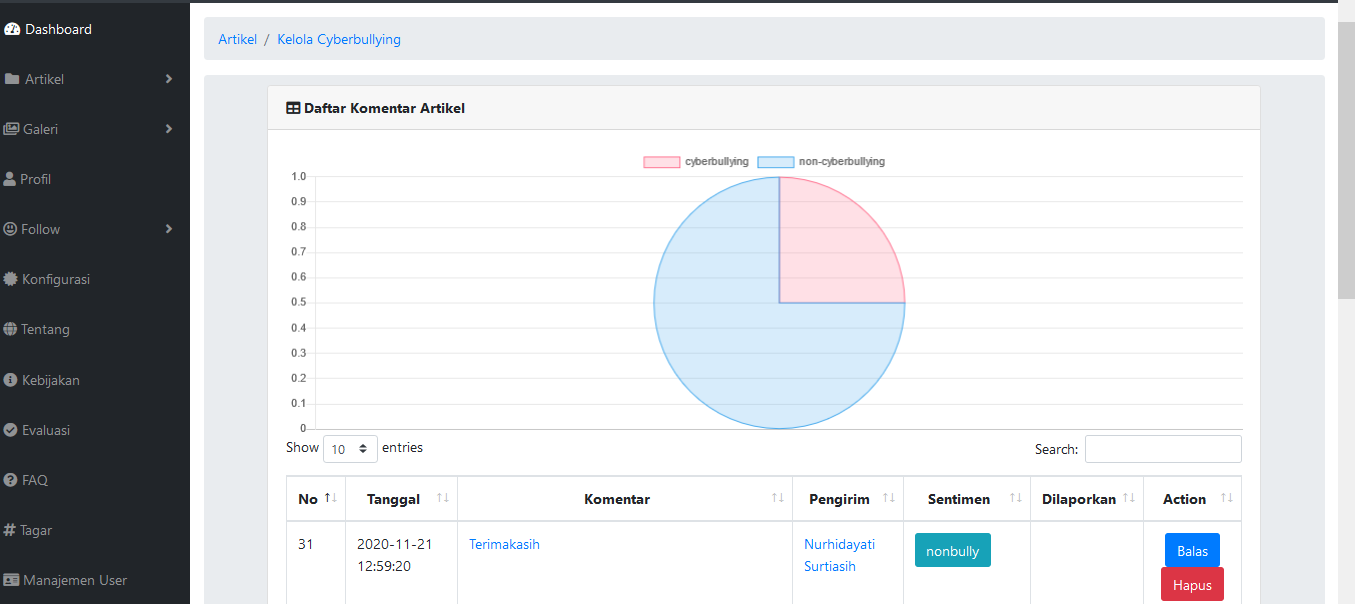 Dashboard
Artikel
Galeri
Profil
Follow
Konfigurasi
Tentang
Kebijakan
Evaluasi
FAQ
Tagar
Manajemen User
Artikel / Kelola Cyberbullying
Daftar Komentar Artikel
cyberbullying non-cyberbullying
1.0
0.9
0.8
0.7
0.6
0.5
0.4
0.3
0.2
0.1
0
Show 10 entries Search:
No Tanggal Komentar Pengirim Sentimen Dilaporkan Action
31 2020-11-21 Terimakasih Nurhidayati nonbully Balas
12:59:20 Surtiasih Hapus